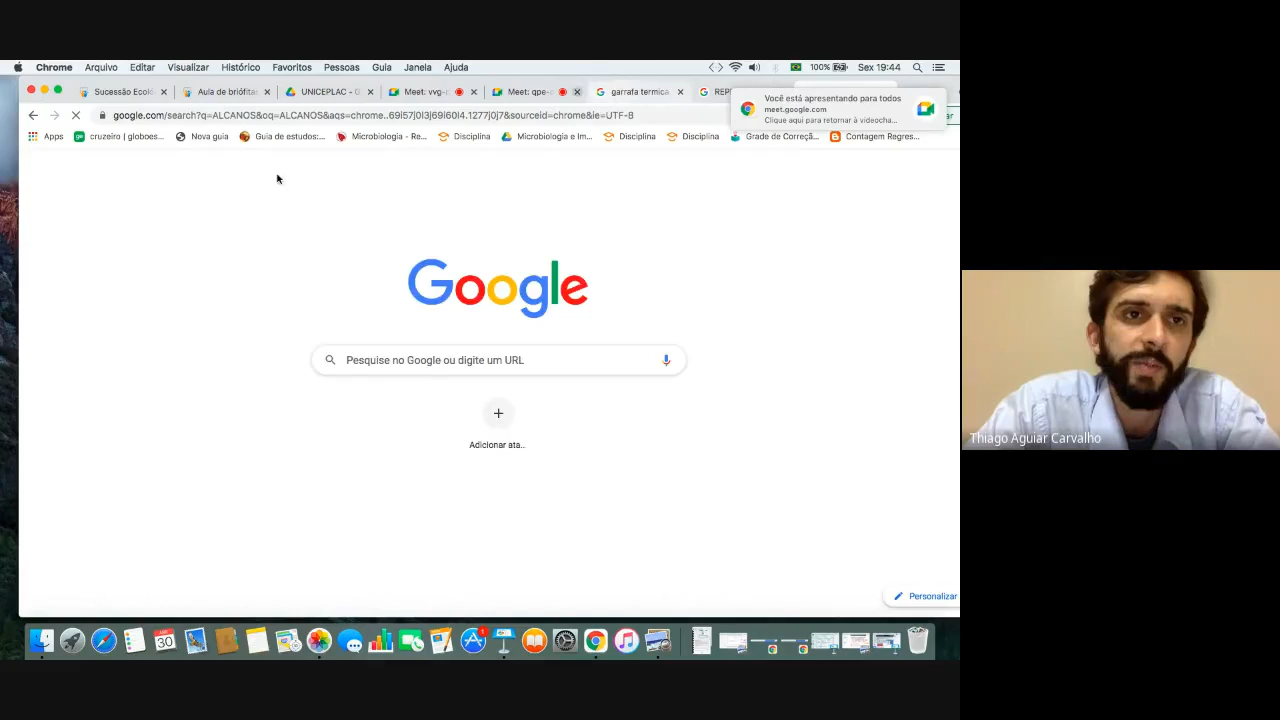 Chrome Arquivo Editar Visualizar Histórico Favoritos Pessoas Guia Janela Ajuda 100% Sex 19:44
Sucessão Ecol Aula de briófitas UNICEPLAC - G Meet: vvg- Meet: qpe- garrafa termica REP
google.com/search?q=ALCANOS&oq=ALCANOS&aqs=chrome..69i57j0l3j69i60l4.1277j0j7&sourceid=chrome&ie=UTF-8
Você está apresentando para todos
meet.google.com
Clique aqui para retornar à videocha...
Apps cruzeiro | globoes... Nova guia Guia de estudos:... Microbiologia - Re... Disciplina Microbiologia e Im... Disciplina Disciplina Grade de Correçã... Contagem Regres...
Google
Pesquise no Google ou digite um URL
Adicionar ata...
Personalizar
30
1
Thiago Aguiar Carvalho